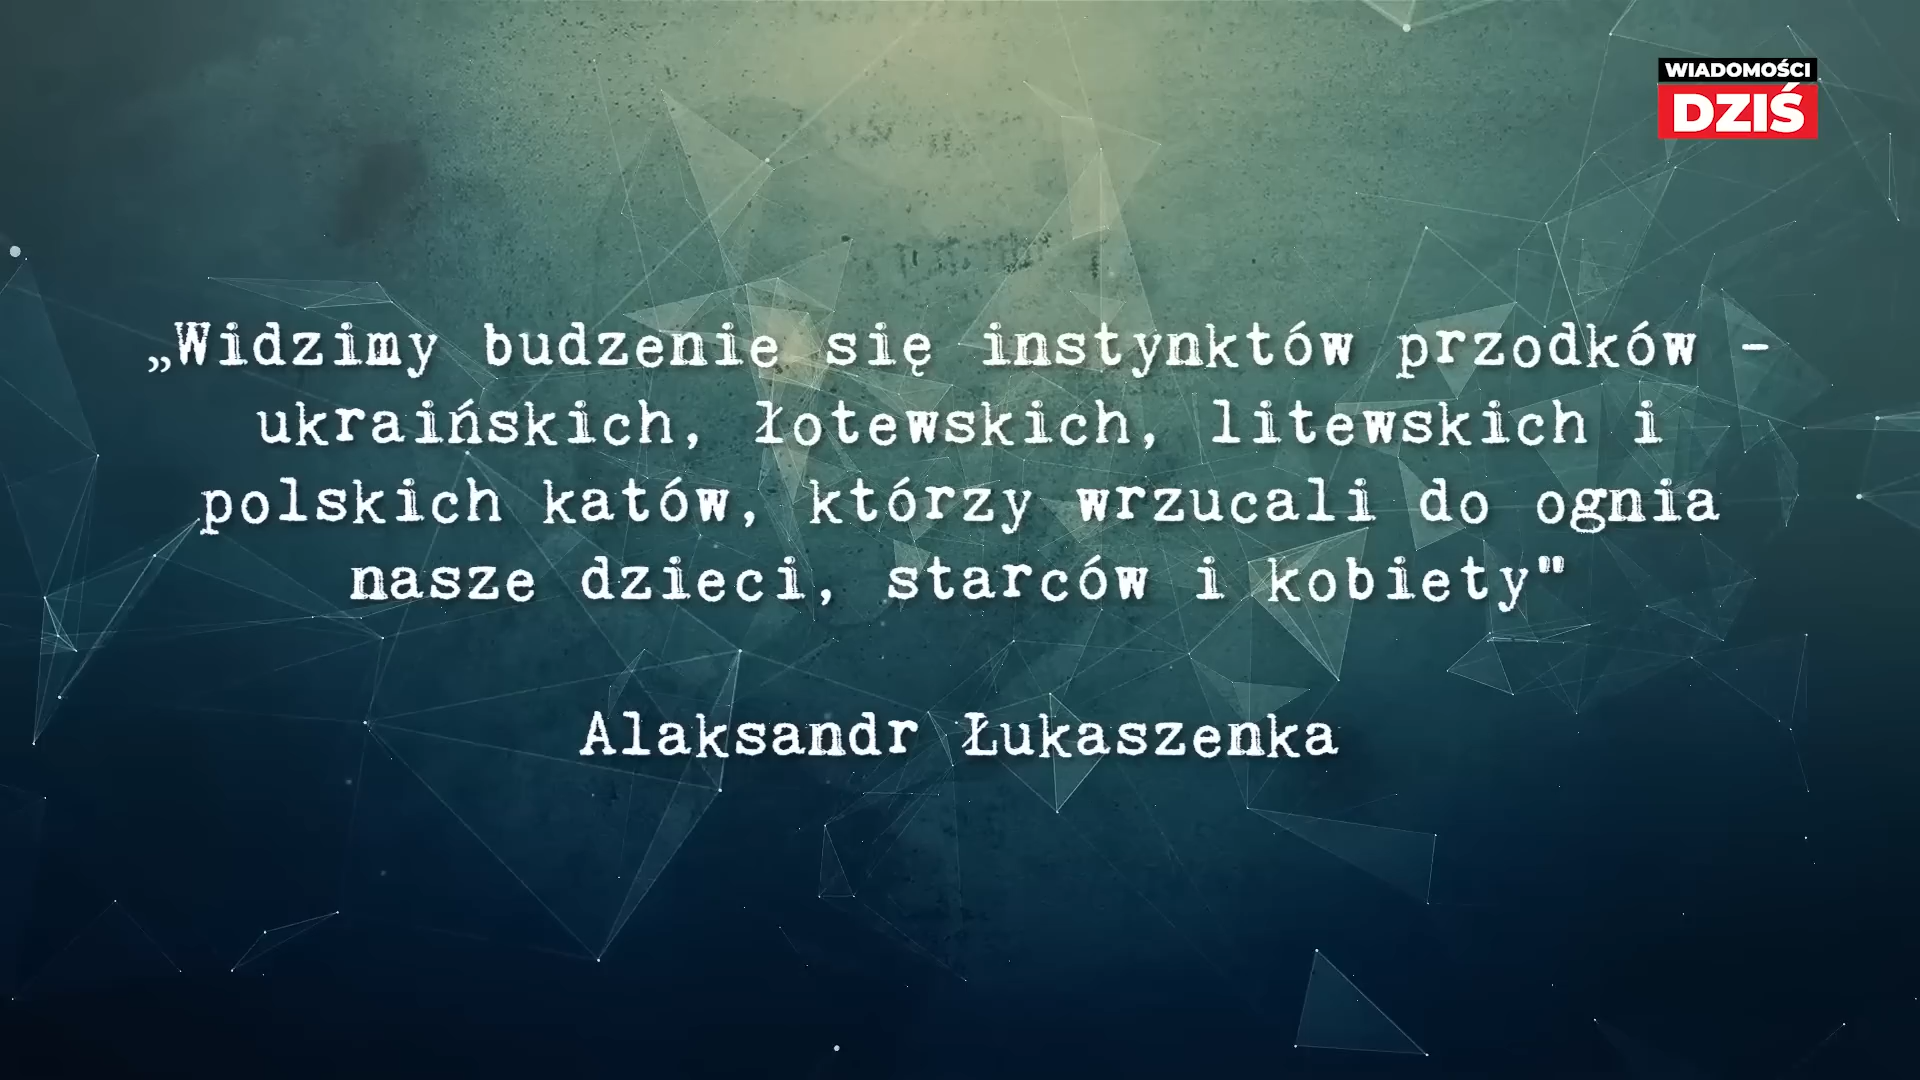 WIADOMOŚCI
DZIŚ
„Widzimy budzenie się instynktów przodków -
ukraińskich, łotewskich, litewskich i
polskich katów, którzy wrzucali do ognia
nasze dzieci, starców i kobiety"
Alaksandr Łukaszenka